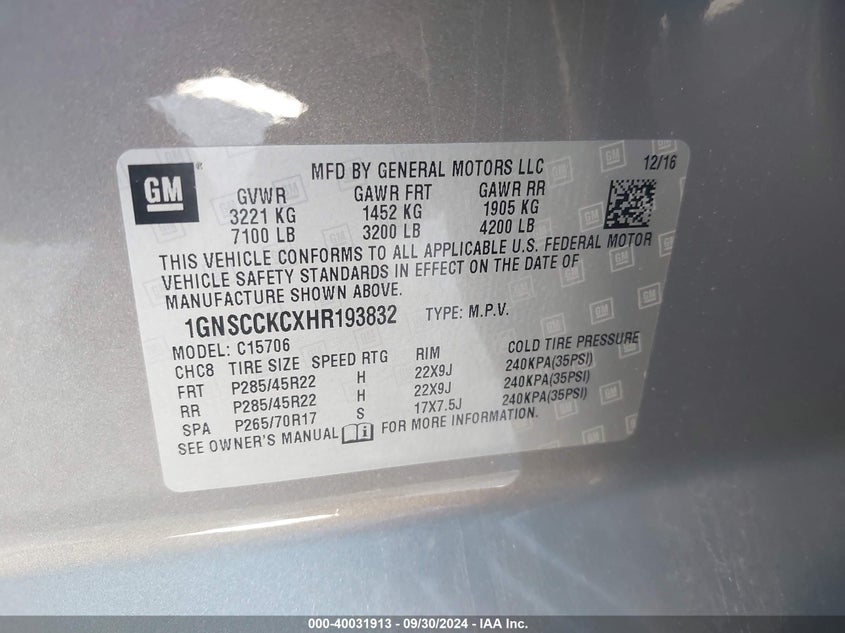 GM
MFD BY GENERAL MOTORS LLC 12/16
GVWR GAWR FRT GAWR RR
3221 KG 1452 KG 1905 KG
7100 LB 3200 LB 4200 LB
THIS VEHICLE CONFORMS TO ALL APPLICABLE U.S. FEDERAL MOTOR
VEHICLE SAFETY STANDARDS IN EFFECT ON THE DATE OF
MANUFACTURE SHOWN ABOVE.
1GNSCCKCXHR193832 TYPE: M.P.V.
MODEL: C15706
CHC8 TIRE SIZE SPEED RTG RIM COLD TIRE PRESSURE
FRT P285/45R22 H 22X9J 240KPA(35PSI)
RR P285/45R22 H 22X9J 240KPA(35PSI)
SPA P265/70R17 S 17X7.5J 240KPA(35PSI)
SEE OWNER'S MANUAL FOR MORE INFORMATION.
000-40031913 - 09/30/2024 - IAA Inc.